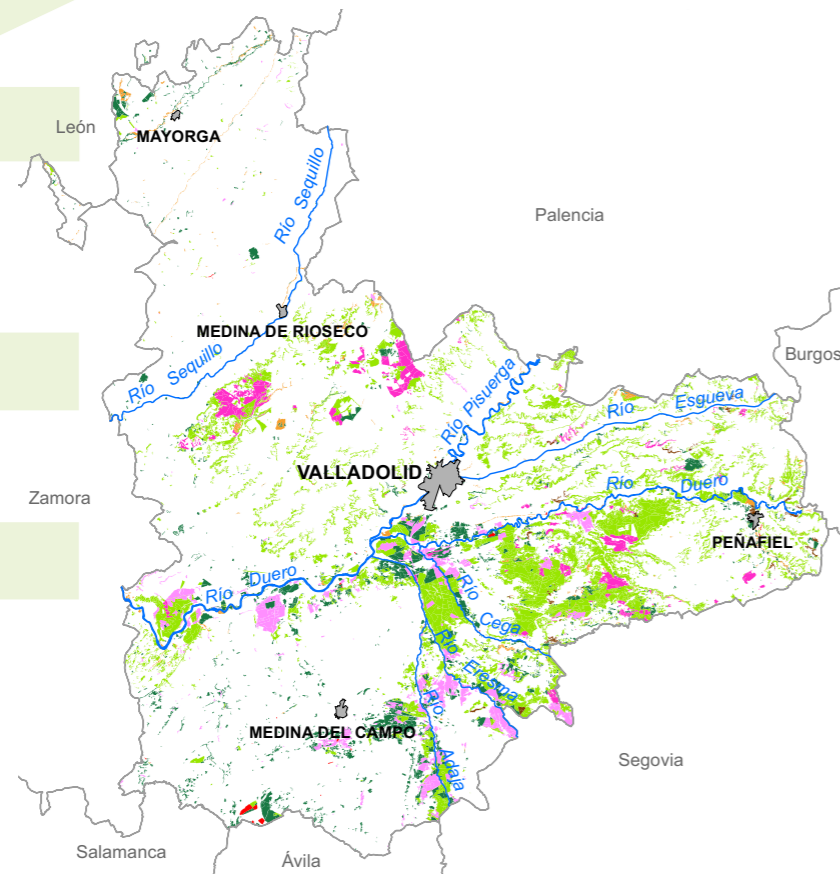 León
MAYORGA
Río Sequillo
Palencia
MEDINA DE RIOSECO
Río Sequillo
Río Pisuerga
Burgos
Río Esgueva
VALLADOLID
Río Duero
Zamora
PEÑAFIEL
Río Duero
Río Cega
Río Eresma
Río Adaja
MEDINA DEL CAMPO
Segovia
Salamanca
Ávila